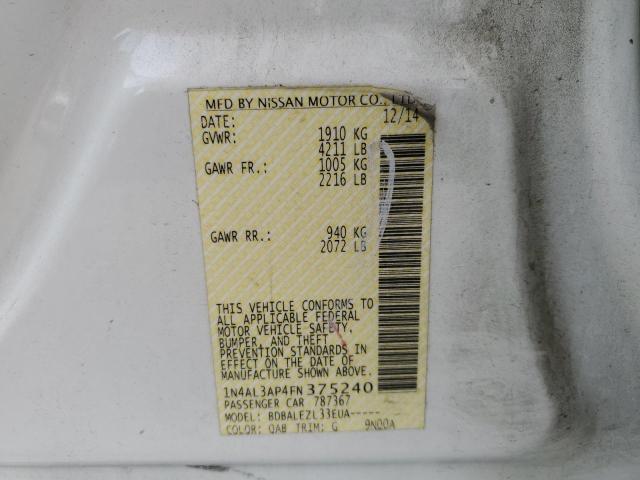 MFD BY NISSAN MOTOR CO., LTD.
DATE: 12/14
GVWR: 1910 KG
4211 LB
GAWR FR.: 1005 KG
2216 LB
GAWR RR.: 940 KG
2072 LB
THIS VEHICLE CONFORMS TO
ALL APPLICABLE FEDERAL
MOTOR VEHICLE SAFETY,
BUMPER, AND THEFT
PREVENTION STANDARDS IN
EFFECT ON THE DATE OF
MANUFACTURE SHOWN ABOVE.
1N4AL3AP4FN375240
PASSENGER CAR 787367
MODEL: BDBALEZL33EUA-----
COLOR: QAB TRIM: G 9N00A